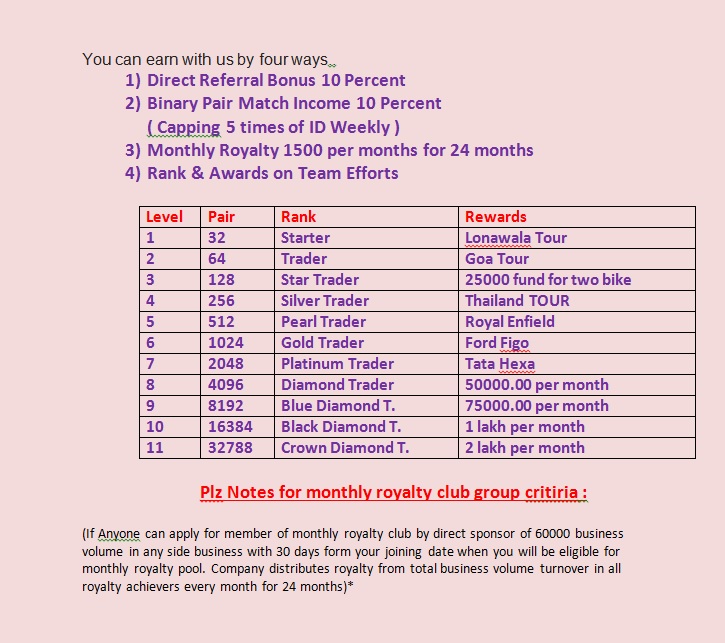 You can earn with us by four ways..
1) Direct Referral Bonus 10 Percent
2) Binary Pair Match Income 10 Percent
( Capping 5 times of ID Weekly )
3) Monthly Royalty 1500 per months for 24 months
4) Rank & Awards on Team Efforts
Level Pair Rank Rewards
1 32 Starter Lonawala Tour
2 64 Trader Goa Tour
3 128 Star Trader 25000 fund for two bike
4 256 Silver Trader Thailand TOUR
5 512 Pearl Trader Royal Enfield
6 1024 Gold Trader Ford Figo
7 2048 Platinum Trader Tata Hexa
8 4096 Diamond Trader 50000.00 per month
9 8192 Blue Diamond T. 75000.00 per month
10 16384 Black Diamond T. 1 lakh per month
11 32788 Crown Diamond T. 2 lakh per month
Plz Notes for monthly royalty club group critiria :
(If Anyone can apply for member of monthly royalty club by direct sponsor of 60000 business
volume in any side business with 30 days form your joining date when you will be eligible for
monthly royalty pool. Company distributes royalty from total business volume turnover in all
royalty achievers every month for 24 months)*